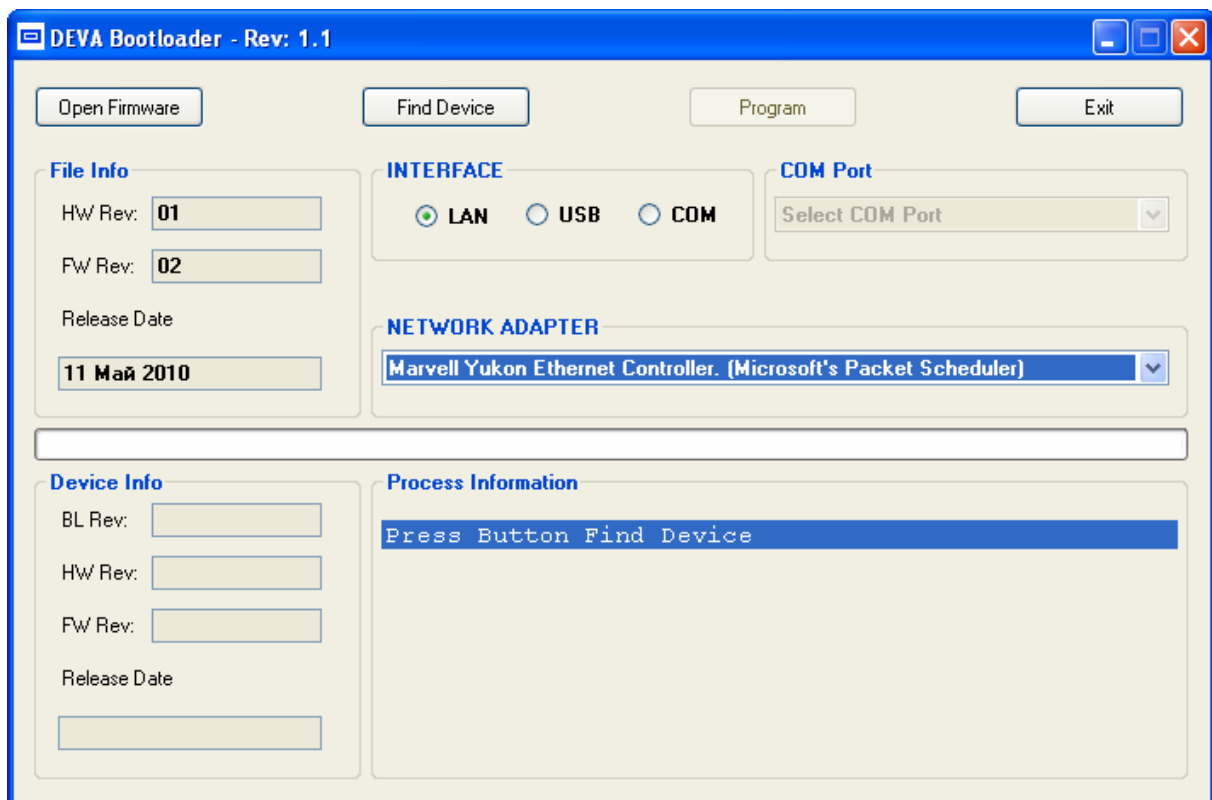 DEVA Bootloader - Rev: 1.1
Open Firmware
Find Device
Program
Exit
File Info
HW Rev: 01
FW Rev: 02
Release Date
11 Май 2010
INTERFACE
LAN USB COM
COM Port
Select COM Port
NETWORK ADAPTER
Marvell Yukon Ethernet Controller. (Microsoft's Packet Scheduler)
Device Info
BL Rev:
HW Rev:
FW Rev:
Release Date
Process Information
Press Button Find Device